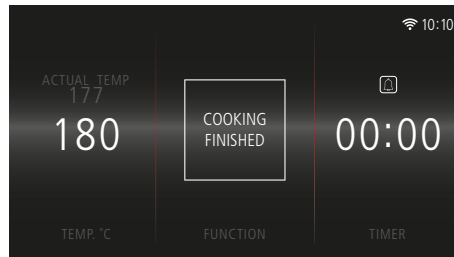 10:10
ACTUAL TEMP
177
180
COOKING
FINISHED
00:00
TEMP. °C
FUNCTION
TIMER